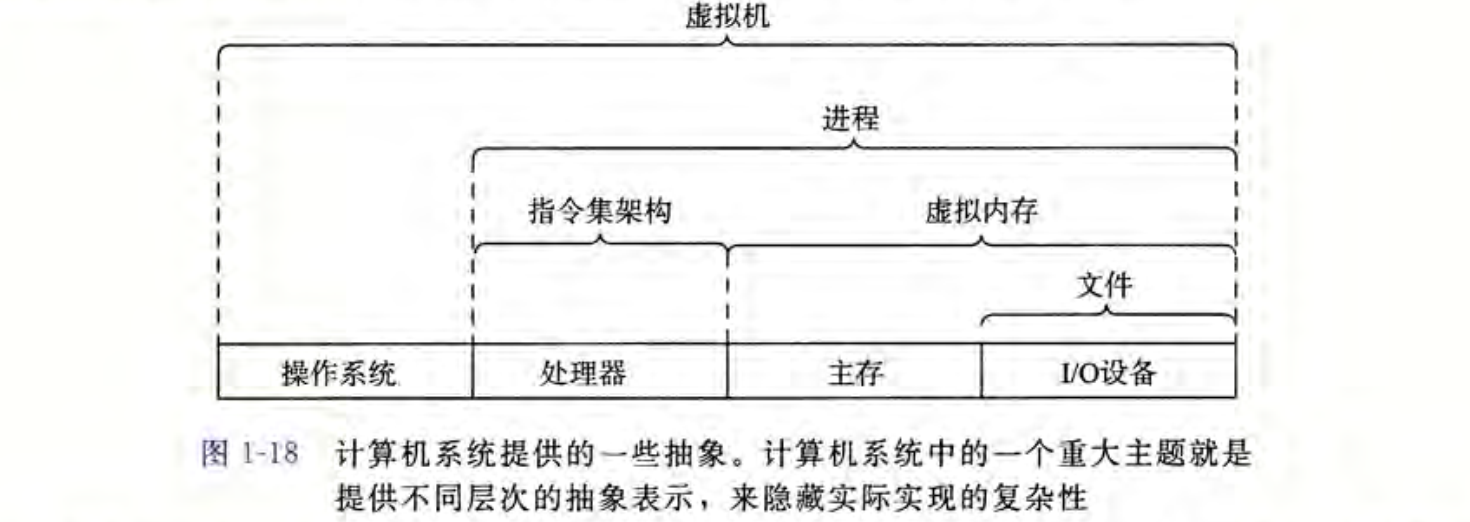 虚拟机
进程
指令集架构 虚拟内存
文件
操作系统 处理器 主存 I/O设备
图 1-18 计算机系统提供的一些抽象。计算机系统中的一个重大主题就是
提供不同层次的抽象表示，来隐藏实际实现的复杂性